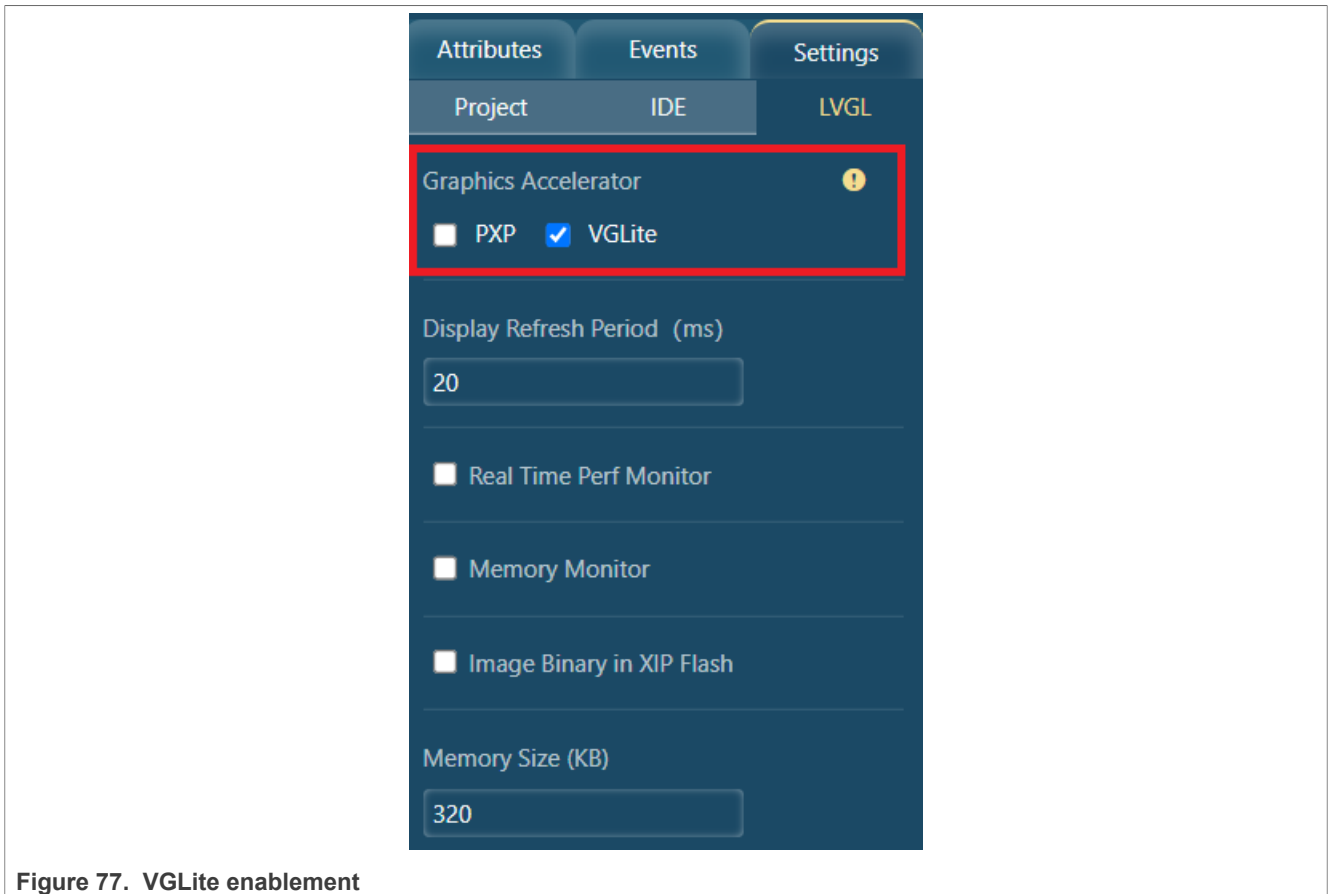 Attributes Events Settings
Project IDE LVGL
Graphics Accelerator !
PXP VGLite
Display Refresh Period (ms)
20
Real Time Perf Monitor
Memory Monitor
Image Binary in XIP Flash
Memory Size (KB)
320
Figure 77. VGLite enablement